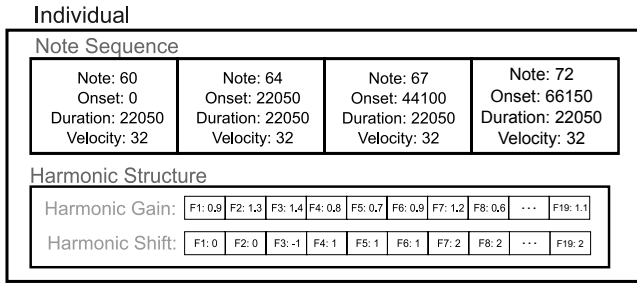 Individual
Note Sequence
Note: 60
Onset: 0
Duration: 22050
Velocity: 32
Note: 64
Onset: 22050
Duration: 22050
Velocity: 32
Note: 67
Onset: 44100
Duration: 22050
Velocity: 32
Note: 72
Onset: 66150
Duration: 22050
Velocity: 32
Harmonic Structure
Harmonic Gain: F1: 0.9 F2: 1.3 F3: 1.4 F4: 0.8 F5: 0.7 F6: 0.9 F7: 1.2 F8: 0.6 ... F19: 1.1
Harmonic Shift: F1: 0 F2: 0 F3: -1 F4: 1 F5: 1 F6: 1 F7: 2 F8: 2 ... F19: 2